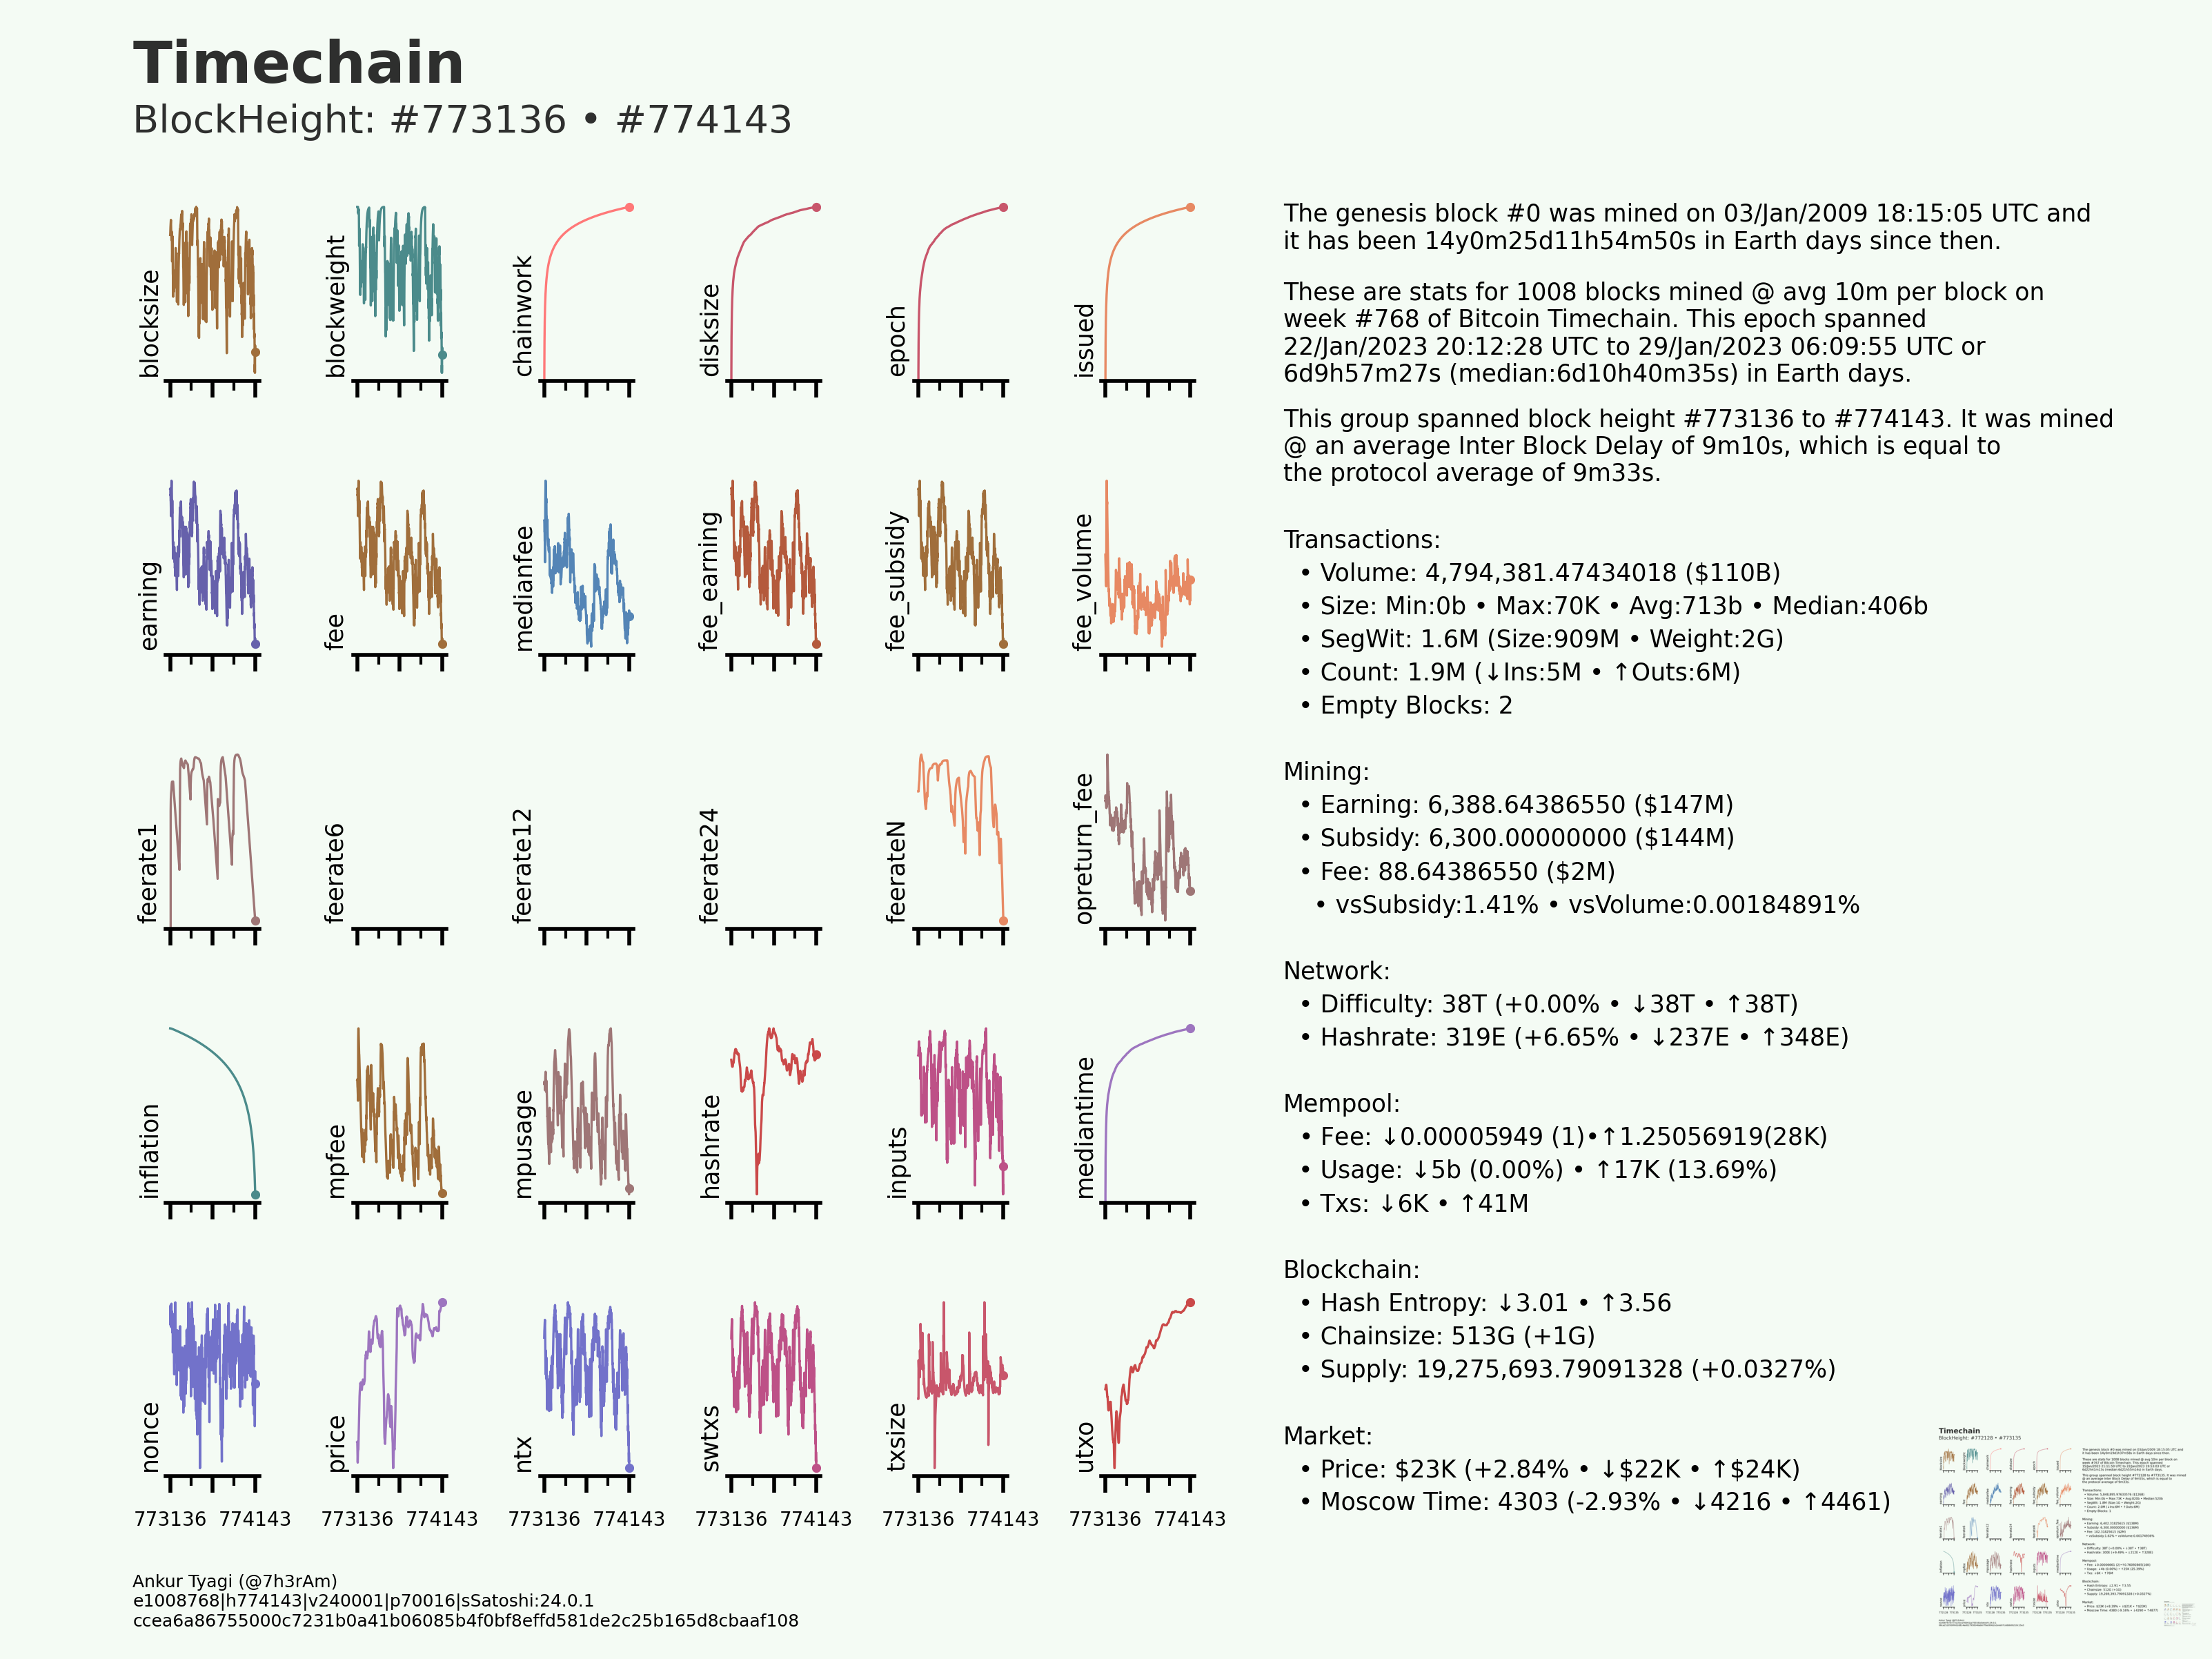 Timechain
BlockHeight: #773136 • #774143
blocksize
blockweight
chainwork
disksize
epoch
issued
earning
fee
medianfee
fee_earning
fee_subsidy
fee_volume
feerate1
feerate6
feerate12
feerate24
feerateN
opreturn_fee
inflation
mpfee
mpusage
hashrate
inputs
mediantime
nonce
price
ntx
swtxs
txsize
utxo
773136 774143 773136 774143 773136 774143 773136 774143 773136 774143 773136 774143
The genesis block #0 was mined on 03/Jan/2009 18:15:05 UTC and
it has been 14y0m25d11h54m50s in Earth days since then.
These are stats for 1008 blocks mined @ avg 10m per block on
week #768 of Bitcoin Timechain. This epoch spanned
22/Jan/2023 20:12:28 UTC to 29/Jan/2023 06:09:55 UTC or
6d9h57m27s (median:6d10h40m35s) in Earth days.
This group spanned block height #773136 to #774143. It was mined
@ an average Inter Block Delay of 9m10s, which is equal to
the protocol average of 9m33s.
Transactions:
• Volume: 4,794,381.47434018 ($110B)
• Size: Min:0b • Max:70K • Avg:713b • Median:406b
• SegWit: 1.6M (Size:909M • Weight:2G)
• Count: 1.9M (↓Ins:5M • ↑Outs:6M)
• Empty Blocks: 2
Mining:
• Earning: 6,388.64386550 ($147M)
• Subsidy: 6,300.00000000 ($144M)
• Fee: 88.64386550 ($2M)
• vsSubsidy:1.41% • vsVolume:0.00184891%
Network:
• Difficulty: 38T (+0.00% • ↓38T • ↑38T)
• Hashrate: 319E (+6.65% • ↓237E • ↑348E)
Mempool:
• Fee: ↓0.00005949 (1)•↑1.25056919(28K)
• Usage: ↓5b (0.00%) • ↑17K (13.69%)
• Txs: ↓6K • ↑41M
Blockchain:
• Hash Entropy: ↓3.01 • ↑3.56
• Chainsize: 513G (+1G)
• Supply: 19,275,693.79091328 (+0.0327%)
Market:
• Price: $23K (+2.84% • ↓$22K • ↑$24K)
• Moscow Time: 4303 (-2.93% • ↓4216 • ↑4461)
Ankur Tyagi (@7h3rAm)
e1008768|h774143|v240001|p70016|sSatoshi:24.0.1
ccea6a86755000c7231b0a41b06085b4f0bf8effd581de2c25b165d8cbaaf108
Timechain
BlockHeight: #772128 • #773135